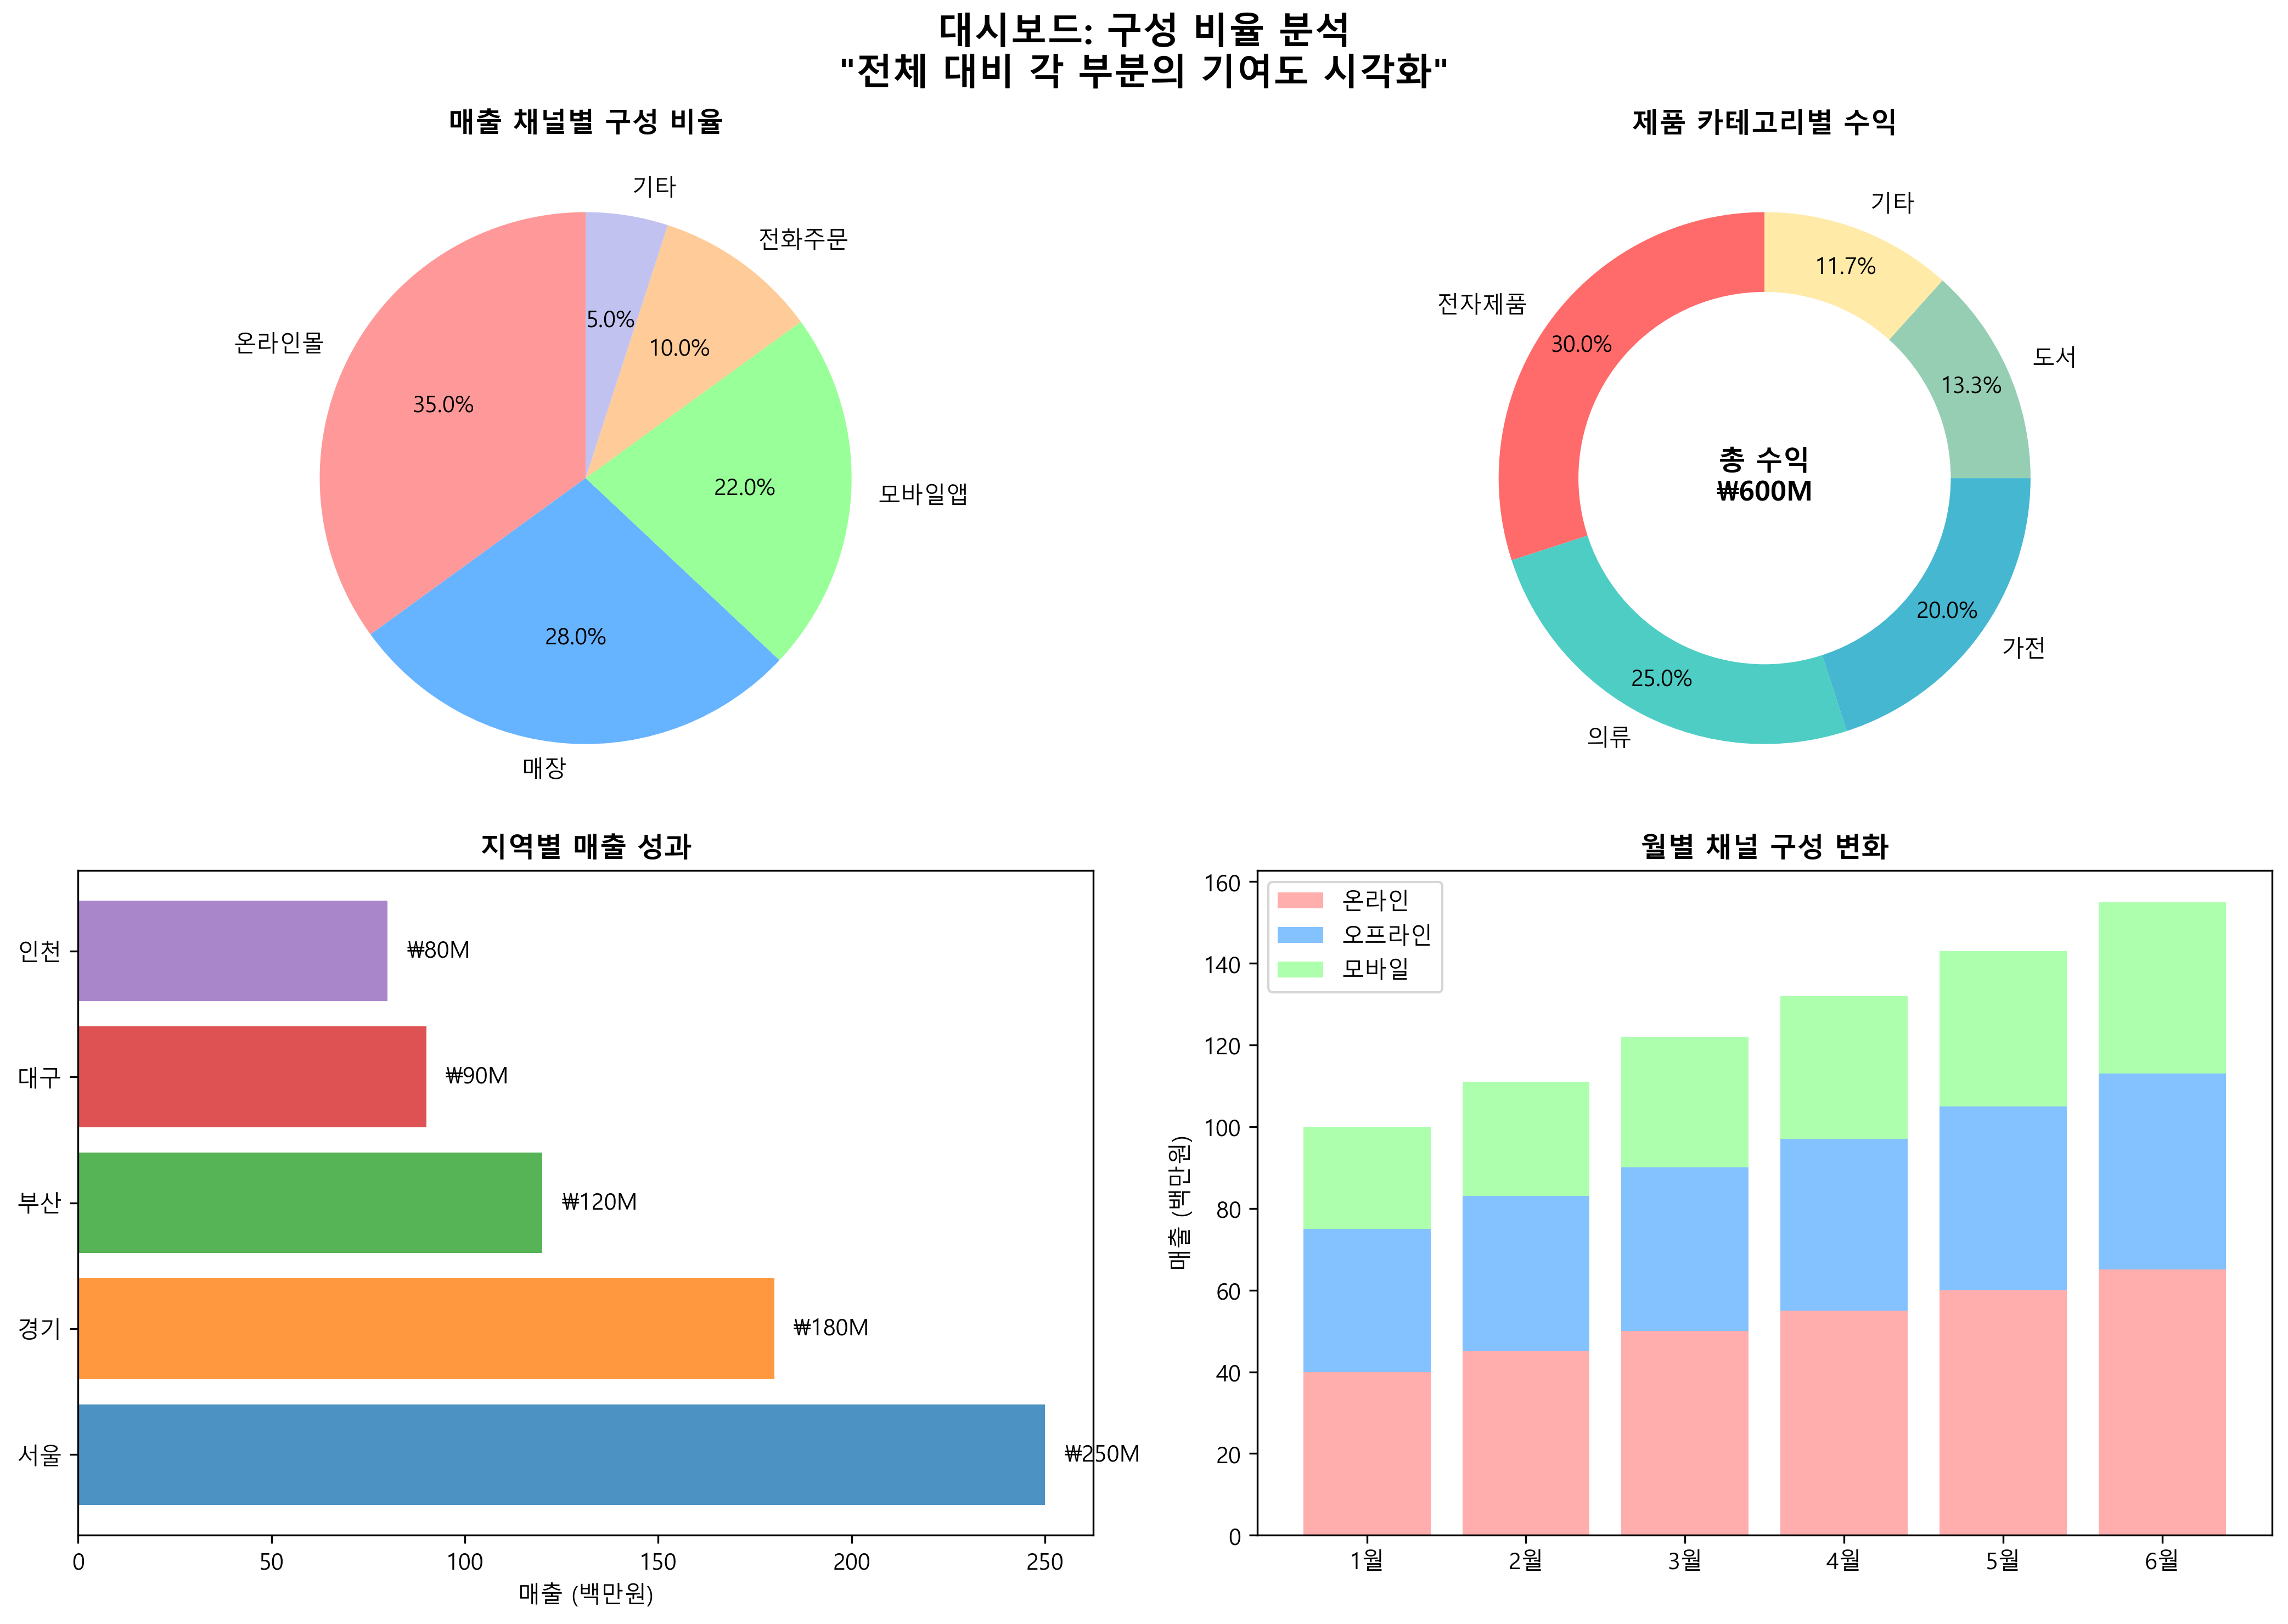 대시보드: 구성 비율 분석
"전체 대비 각 부분의 기여도 시각화"
매출 채널별 구성 비율
기타
전화주문
온라인몰
5.0%
10.0%
35.0%
22.0%
모바일앱
28.0%
매장
제품 카테고리별 수익
기타
11.7%
전자제품
30.0%
도서
13.3%
총 수익
₩600M
20.0%
가전
25.0%
의류
지역별 매출 성과
인천
₩80M
대구
₩90M
부산
₩120M
경기
₩180M
서울
₩250M
0 50 100 150 200 250
매출 (백만원)
월별 채널 구성 변화
온라인
오프라인
모바일
160
140
120
100
80
60
40
20
0
매출 (백만원)
1월 2월 3월 4월 5월 6월